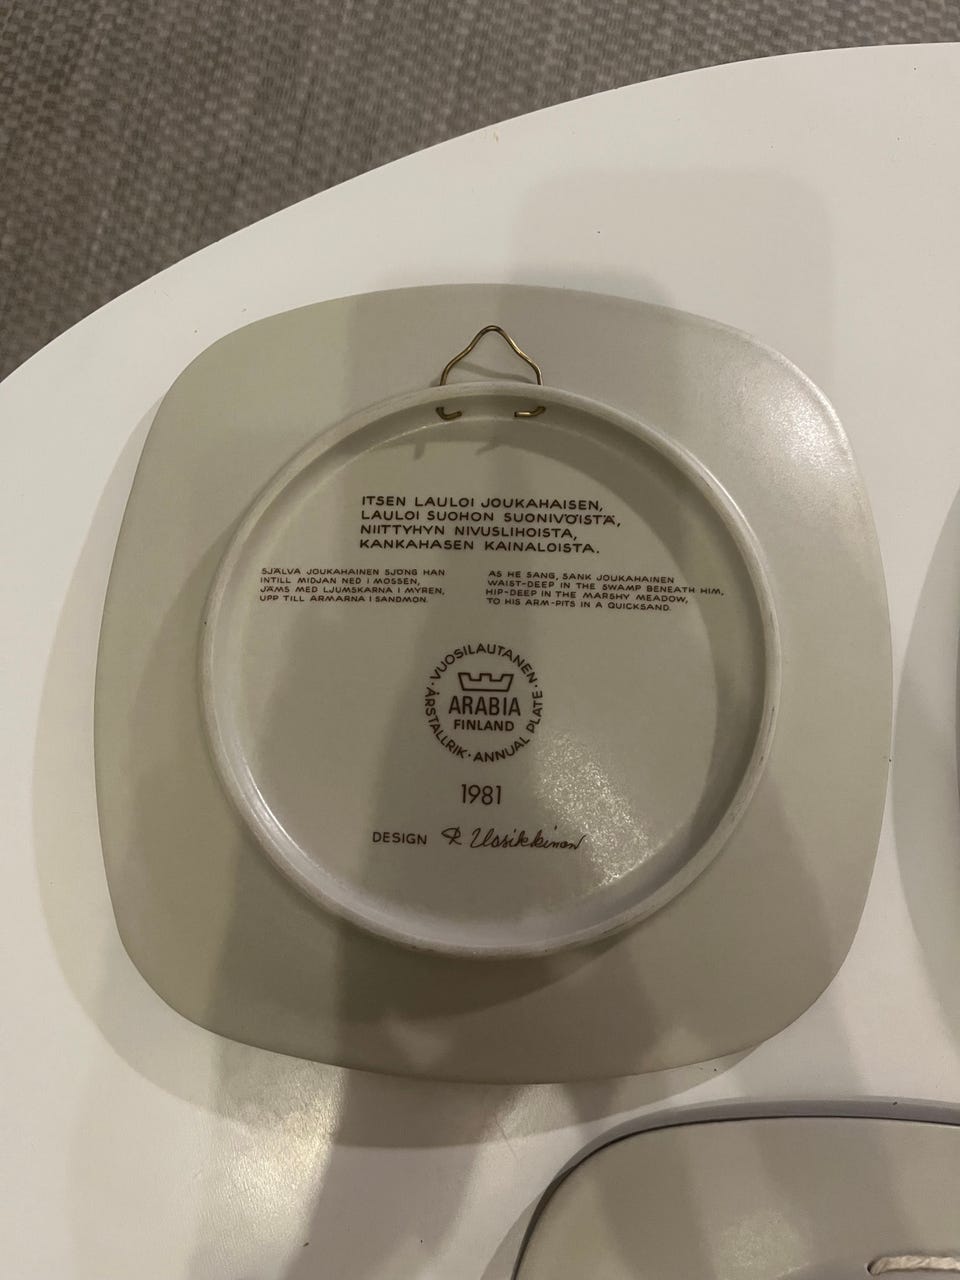 ITSEN LAULOI JOUKAHAISEN,
LAULOI SUOHON SUONIVÖISTÄ,
NIITTYHYN NIVUSLIHOISTA,
KANKAHASEN KAINALOISTA.
SJÄLVA JOUKAHAINEN SJÖNG HAN
INTILL MIDJAN NED I MOSSEN,
JÄMS MED LJUMSKARNA I MYREN,
UPP TILL ARMARNA I SANDMON.
AS HE SANG, SANK JOUKAHAINEN
WAIST-DEEP IN THE SWAMP BENEATH HIM,
HIP-DEEP IN THE MARSHY MEADOW,
TO HIS ARM-PITS IN A QUICKSAND.
· VUOSILAUTANEN · ANNUAL PLATE · ÅRSTALLRIK
ARABIA
FINLAND
1981
DESIGN R Uosikkinen